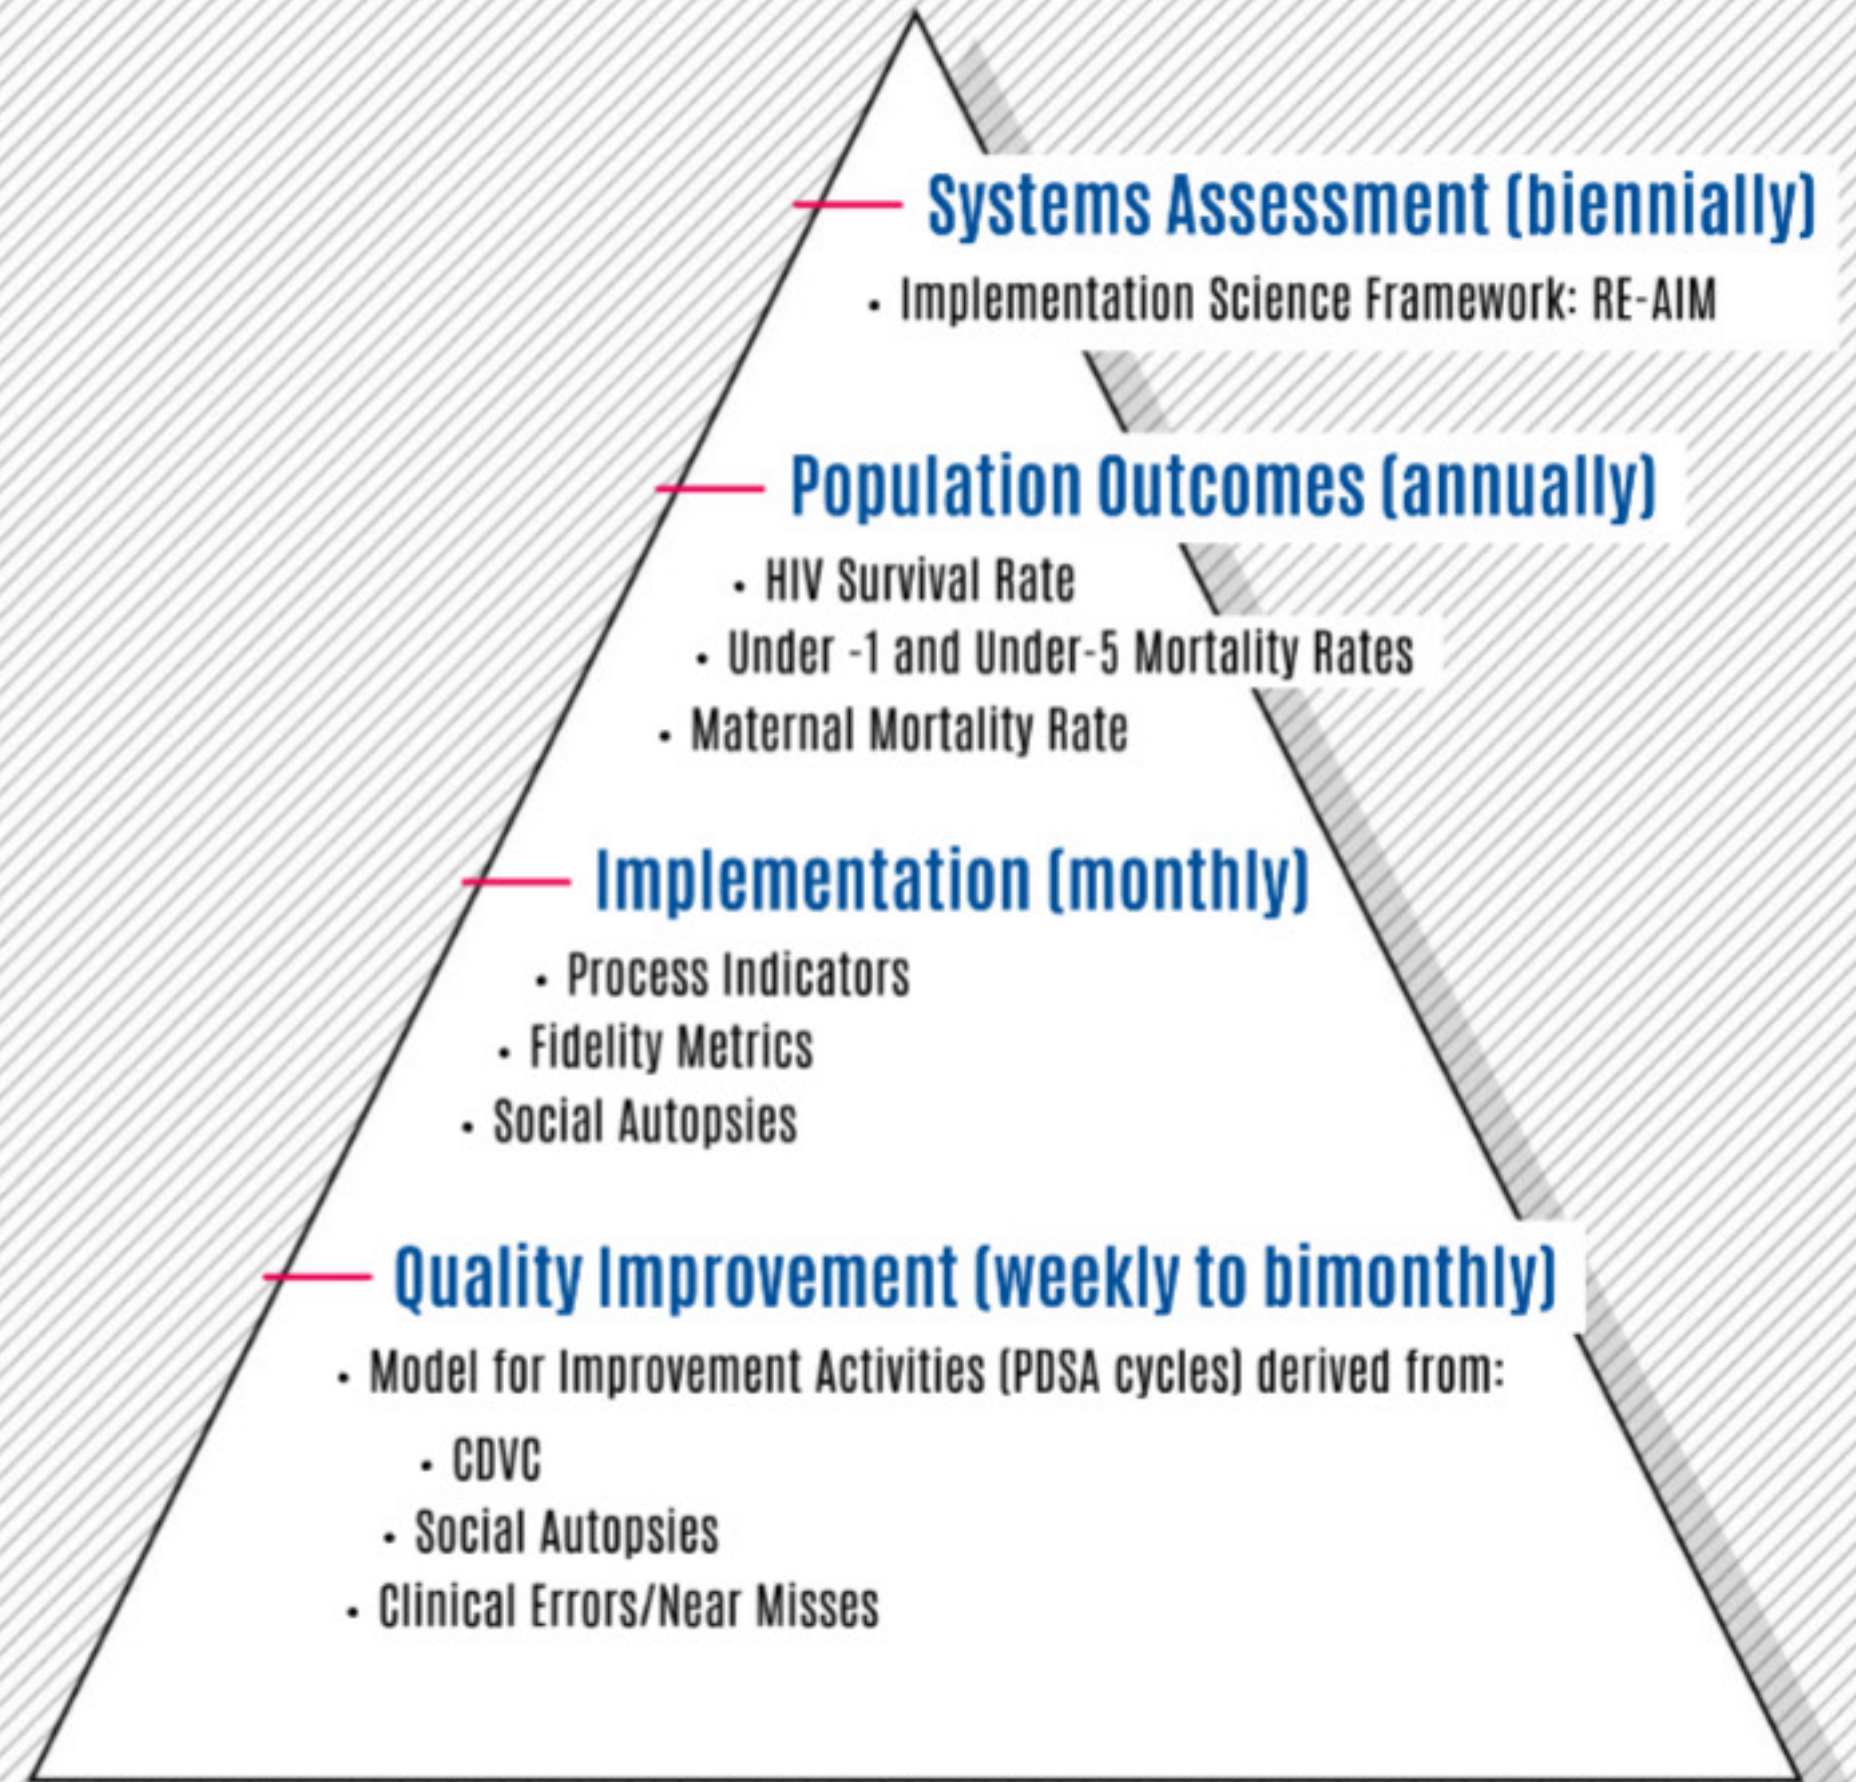 Systems Assessment (biennially)
• Implementation Science Framework: RE-AIM
Population Outcomes (annually)
• HIV Survival Rate
• Under -1 and Under-5 Mortality Rates
• Maternal Mortality Rate
Implementation (monthly)
• Process Indicators
• Fidelity Metrics
• Social Autopsies
Quality Improvement (weekly to bimonthly)
• Model for Improvement Activities (PDSA cycles) derived from:
• CDVC
• Social Autopsies
• Clinical Errors/Near Misses